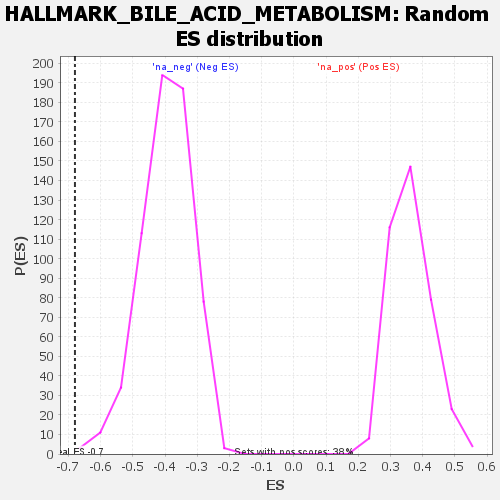 HALLMARK_BILE_ACID_METABOLISM: Random
ES distribution
'na_neg' (Neg ES)
'na_pos' (Pos ES)
200
190
180
170
160
150
140
130
120
110
100
90
80
70
60
50
40
30
20
10
0
P(ES)
ES -0.7
Sets with pos scores: 38%
-0.7 -0.6 -0.5 -0.4 -0.3 -0.2 -0.1 0.0 0.1 0.2 0.3 0.4 0.5 0.6
ES